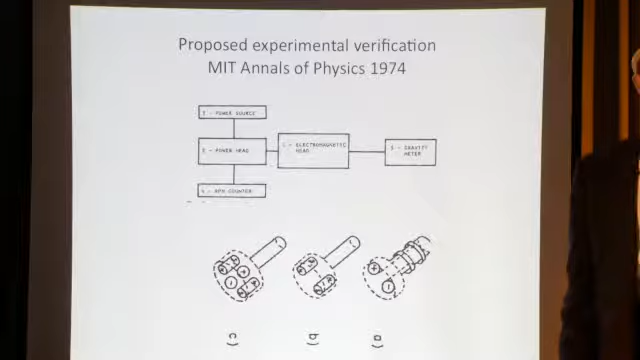 Proposed experimental verification
MIT Annals of Physics 1974
POWER SOURCE
- POWER HEAD
- ELECTROMAGNETIC
HEAD
- GRAVITY
METER
- RPM COUNTER
c)
b)
a)